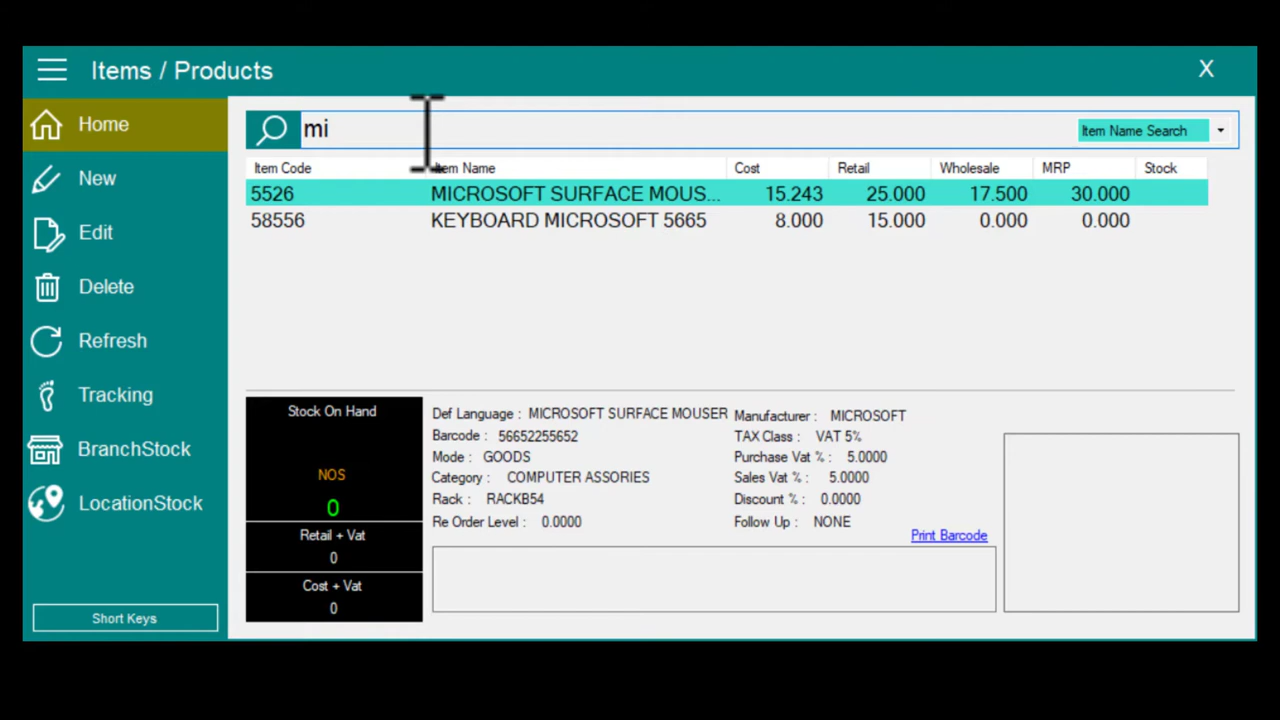 Items / Products X
Home
New
Edit
Delete
Refresh
Tracking
BranchStock
LocationStock
Short Keys
mi Item Name Search
Item Code Item Name Cost Retail Wholesale MRP Stock
5526 MICROSOFT SURFACE MOUS... 15.243 25.000 17.500 30.000
58556 KEYBOARD MICROSOFT 5665 8.000 15.000 0.000 0.000
Stock On Hand
NOS
0
Retail + Vat
0
Cost + Vat
0
Def Language : MICROSOFT SURFACE MOUSER
Barcode : 56652255652
Mode : GOODS
Category : COMPUTER ASSORIES
Rack : RACKB54
Re Order Level : 0.0000
Manufacturer : MICROSOFT
TAX Class : VAT 5%
Purchase Vat % : 5.0000
Sales Vat % : 5.0000
Discount % : 0.0000
Follow Up : NONE
Print Barcode